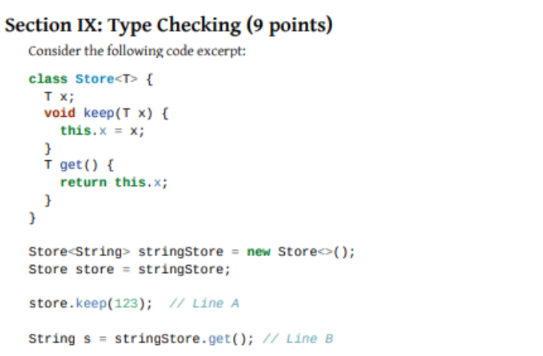 Section IX: Type Checking (9 points)
Consider the following code excerpt:
class Store<T> {
  T x;
  void keep(T x) {
    this.x = x;
  }
  T get() {
    return this.x;
  }
}
Store<String> stringStore = new Store<>();
Store store = stringStore;
store.keep(123);  // Line A
String s = stringStore.get(); // Line B